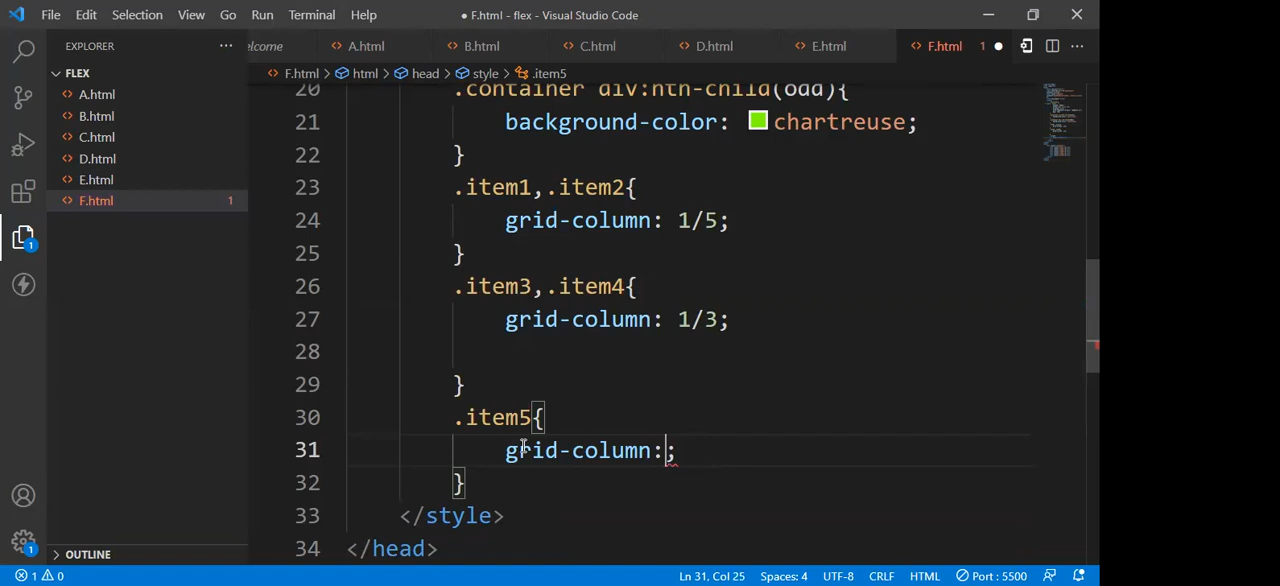 File Edit Selection View Go Run Terminal Help
● F.html - flex - Visual Studio Code
EXPLORER
elcome A.html B.html C.html D.html E.html F.html 1
FLEX
F.html > html > head > style > .item5
A.html
B.html
C.html
D.html
E.html
F.html 1
20 .container div:nth-child(odd){
21 background-color: chartreuse;
22 }
23 .item1,.item2{
24 grid-column: 1/5;
25 }
26 .item3,.item4{
27 grid-column: 1/3;
28
29 }
30 .item5{
31 grid-column:;
32 }
33 </style>
34 </head>
1
1
OUTLINE
1 0 Ln 31, Col 25 Spaces: 4 UTF-8 CRLF HTML Port : 5500